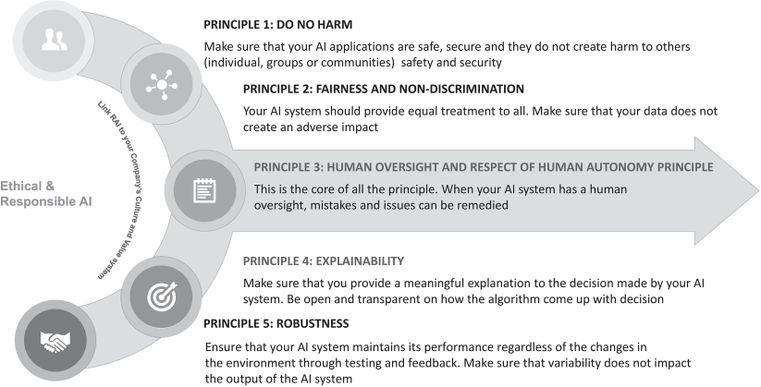 PRINCIPLE 1: DO NO HARM
Make sure that your AI applications are safe, secure and they do not create harm to others
(individual, groups or communities) safety and security
PRINCIPLE 2: FAIRNESS AND NON-DISCRIMINATION
Your AI system should provide equal treatment to all. Make sure that your data does not
create an adverse impact
Link RAI to your Company's Culture and Value system
Ethical &
Responsible AI
PRINCIPLE 3: HUMAN OVERSIGHT AND RESPECT OF HUMAN AUTONOMY PRINCIPLE
This is the core of all the principle. When your AI system has a human
oversight, mistakes and issues can be remedied
PRINCIPLE 4: EXPLAINABILITY
Make sure that you provide a meaningful explanation to the decision made by your AI
system. Be open and transparent on how the algorithm come up with decision
PRINCIPLE 5: ROBUSTNESS
Ensure that your AI system maintains its performance regardless of the changes in
the environment through testing and feedback. Make sure that variability does not impact
the output of the AI system